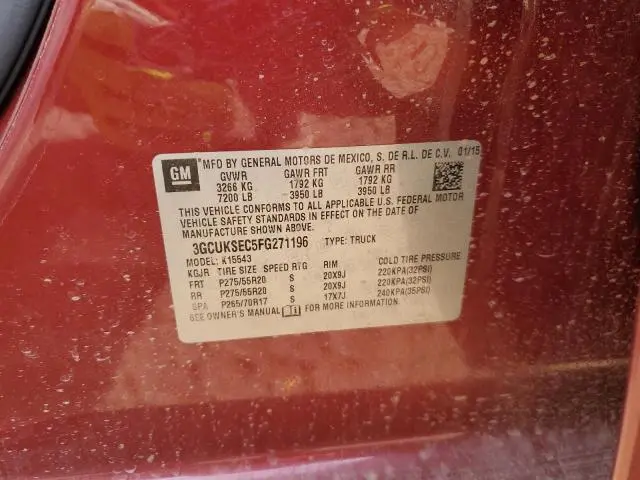 GM MFD BY GENERAL MOTORS DE MEXICO, S. DE R.L. DE C.V. 01/15
GVWR GAWR FRT GAWR RR
3266 KG 1792 KG 1792 KG
7200 LB 3950 LB 3950 LB
THIS VEHICLE CONFORMS TO ALL APPLICABLE U.S. FEDERAL MOTOR
VEHICLE SAFETY STANDARDS IN EFFECT ON THE DATE OF
MANUFACTURE SHOWN ABOVE.
3GCUKSEC5FG271196 TYPE: TRUCK
MODEL: K15543
KGJR TIRE SIZE SPEED RTG RIM COLD TIRE PRESSURE
FRT P275/55R20 S 20X9J 220KPA(32PSI)
RR P275/55R20 S 20X9J 220KPA(32PSI)
SPA P265/70R17 S 17X7J 240KPA(35PSI)
SEE OWNER'S MANUAL FOR MORE INFORMATION.